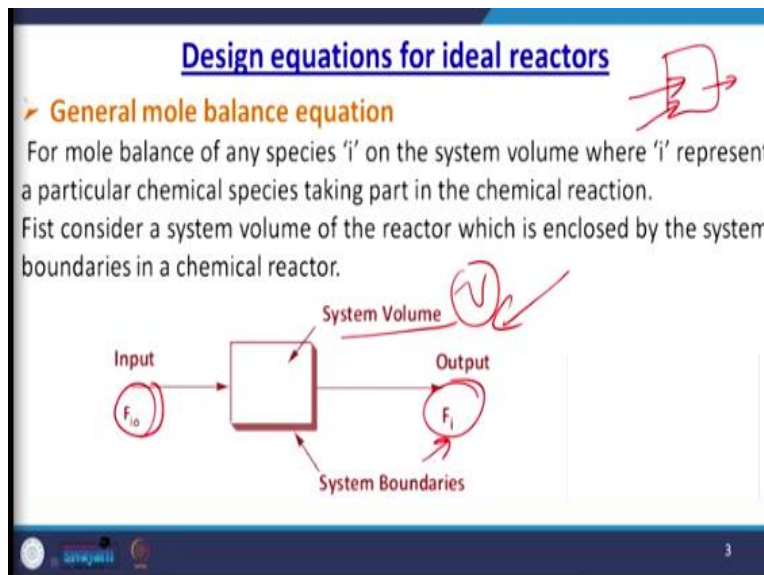 Design equations for ideal reactors
➤ General mole balance equation
For mole balance of any species ‘i’ on the system volume where ‘i’ represent
a particular chemical species taking part in the chemical reaction.
Fist consider a system volume of the reactor which is enclosed by the system
boundaries in a chemical reactor.
System Volume V
Input Output
Fio Fi
System Boundaries
swayam
3